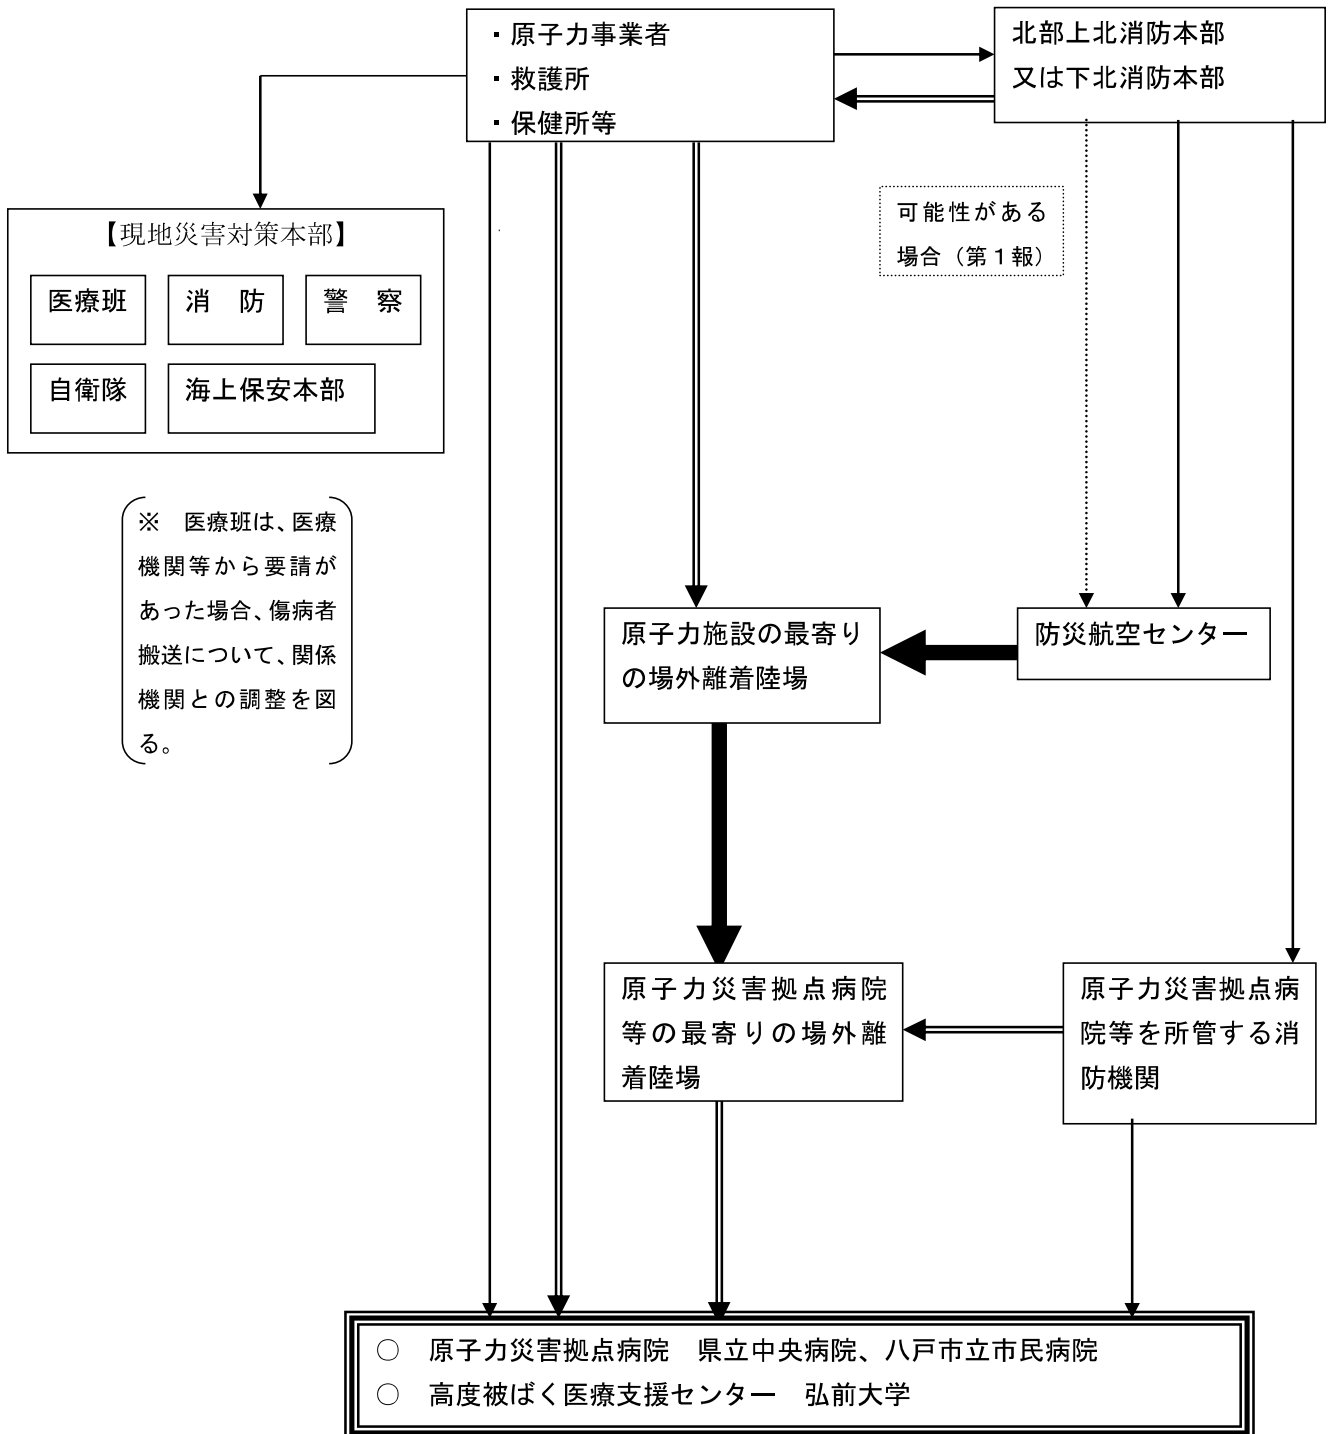 ・原子力事業者
・救護所
・保健所等
北部上北消防本部
又は下北消防本部
可能性がある
場合（第１報）
【現地災害対策本部】
医療班
消　防
警　察
自衛隊
海上保安本部
※　医療班は、医療
機関等から要請が
あった場合、傷病者
搬送について、関係
機関との調整を図
る。
原子力施設の最寄り
の場外離着陸場
防災航空センター
原子力災害拠点病院
等の最寄りの場外離
着陸場
原子力災害拠点病
院等を所管する消
防機関
○　原子力災害拠点病院　県立中央病院、八戸市立市民病院
○　高度被ばく医療支援センター　弘前大学